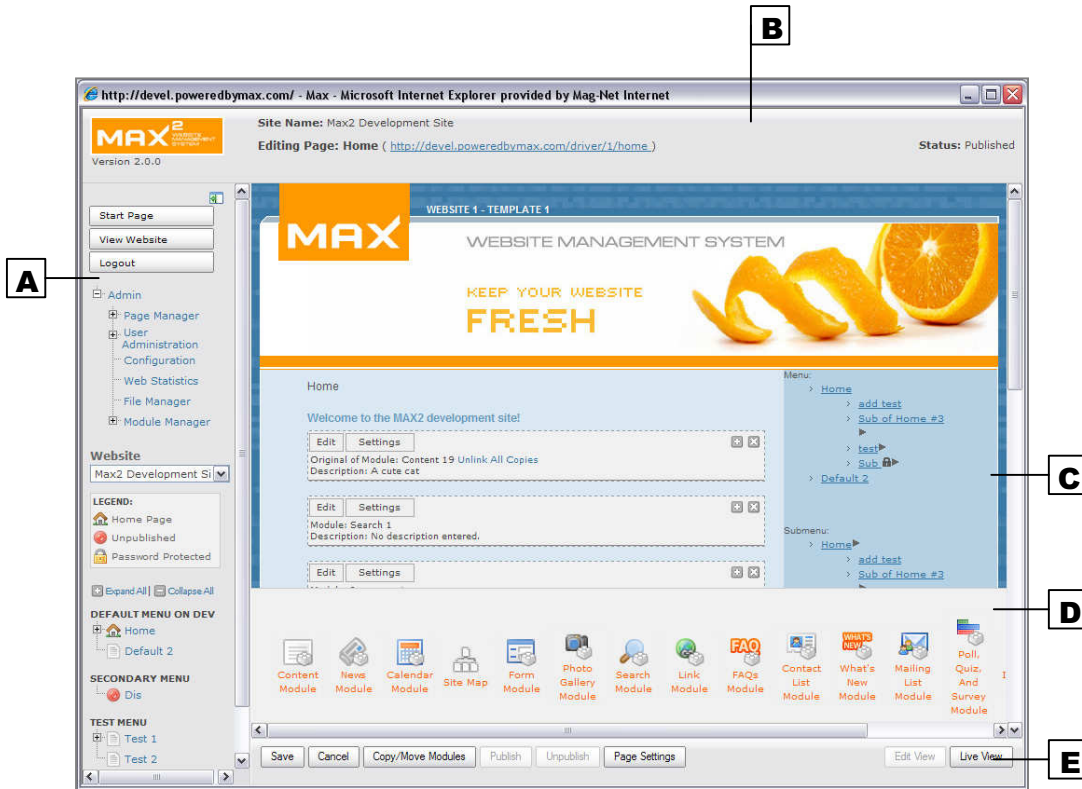 B
http://devel.poweredbymax.com/ - Max - Microsoft Internet Explorer provided by Mag-Net Internet
MAX2 WEBSITE MANAGEMENT SYSTEM
Version 2.0.0
Site Name: Max2 Development Site
Editing Page: Home ( http://devel.poweredbymax.com/driver/1/home )
Status: Published
A
Start Page
View Website
Logout
Admin
Page Manager
User
Administration
Configuration
Web Statistics
File Manager
Module Manager
Website
Max2 Development Si
LEGEND:
Home Page
Unpublished
Password Protected
Expand All | Collapse All
DEFAULT MENU ON DEV
Home
Default 2
SECONDARY MENU
Dis
TEST MENU
Test 1
Test 2
WEBSITE 1 - TEMPLATE 1
MAX
WEBSITE MANAGEMENT SYSTEM
KEEP YOUR WEBSITE
FRESH
Home
Welcome to the MAX2 development site!
Edit Settings
Original of Module: Content 19 Unlink All Copies
Description: A cute cat
Edit Settings
Module: Search 1
Description: No description entered.
Edit Settings
Menu:
> Home
> add test
> Sub of Home #3
> test
> Sub
> Default 2
Submenu:
> Home
> add test
> Sub of Home #3
C
D
Content Module
News Module
Calendar Module
Site Map
Form Module
Photo Gallery Module
Search Module
Link Module
FAQ
FAQs Module
Contact List Module
WHAT'S NEW
What's New Module
Mailing List Module
Poll, Quiz, And Survey Module
Save Cancel Copy/Move Modules Publish Unpublish Page Settings Edit View Live View
E